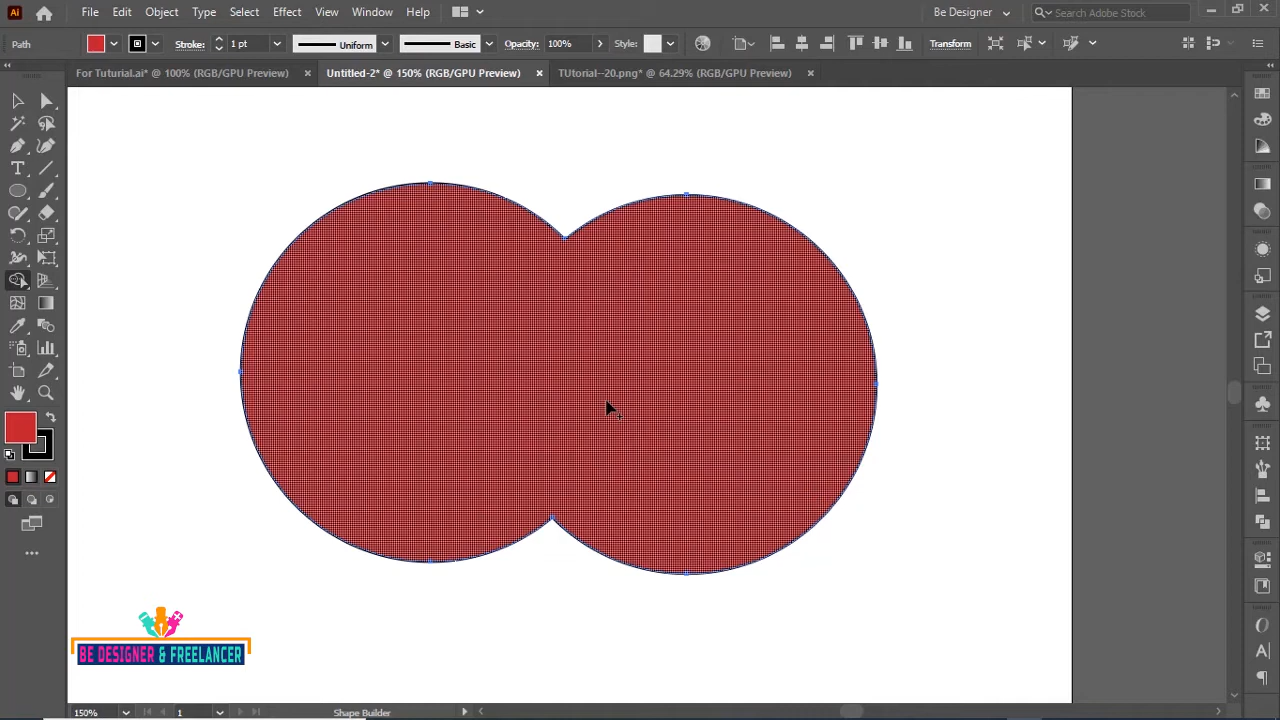 Ai File Edit Object Type Select Effect View Window Help Be Designer Search Adobe Stock
Path Stroke: 1 pt Uniform Basic Opacity: 100% Style: Transform
For Tuturial.ai* @ 100% (RGB/GPU Preview) Untitled-2* @ 150% (RGB/GPU Preview) TUtorial--20.png* @ 64.29% (RGB/GPU Preview)
BE DESIGNER & FREELANCER
150% 1 Shape Builder